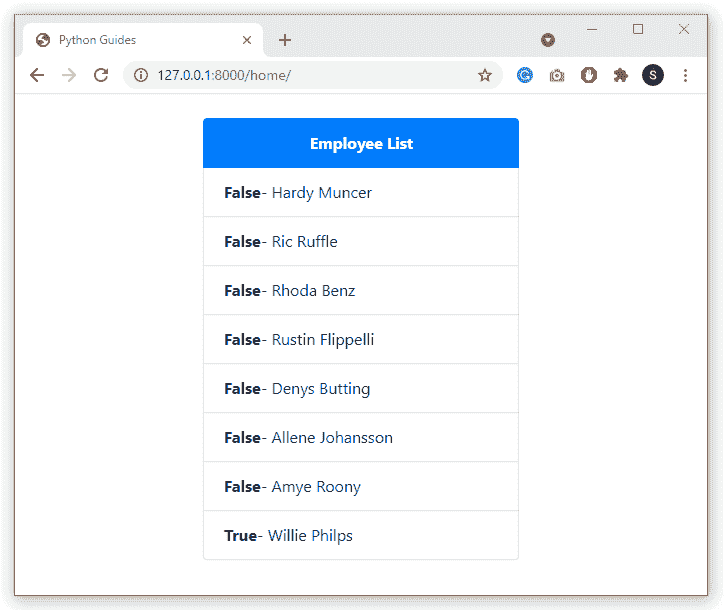 Python Guides
127.0.0.1:8000/home/
S
Employee List
False- Hardy Muncer
False- Ric Ruffle
False- Rhoda Benz
False- Rustin Flippelli
False- Denys Butting
False- Allene Johansson
False- Amye Roony
True- Willie Philps